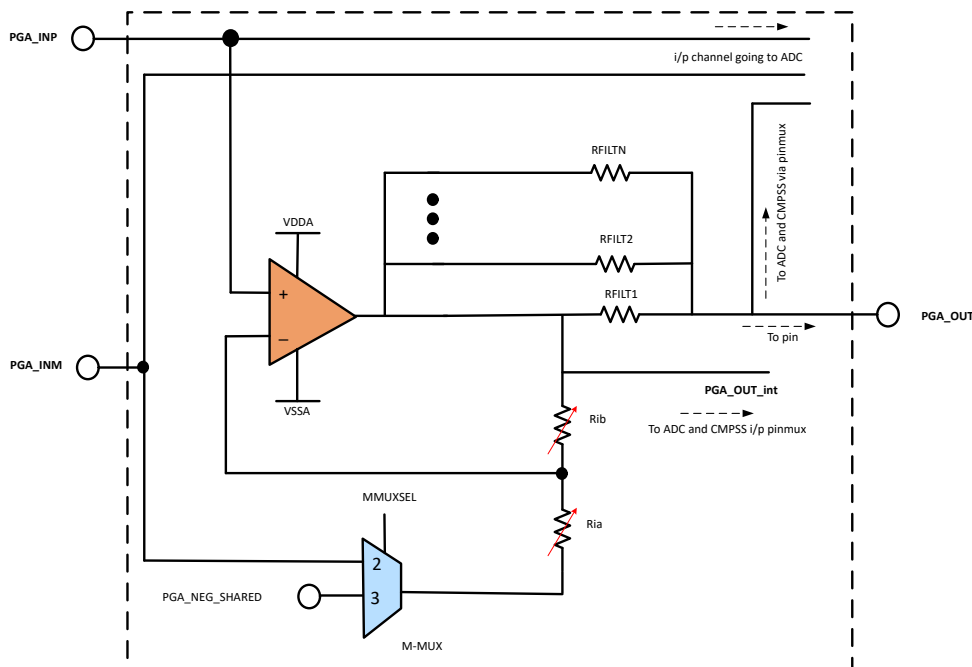 PGA_INP
i/p channel going to ADC
RFILTN
To ADC and CMPSS via pinmux
VDDA
RFILT2
RFILT1
+
−
PGA_OUT
To pin
PGA_INM
VSSA
PGA_OUT_int
Rib
To ADC and CMPSS i/p pinmux
MMUXSEL
Ria
2
PGA_NEG_SHARED
3
M-MUX